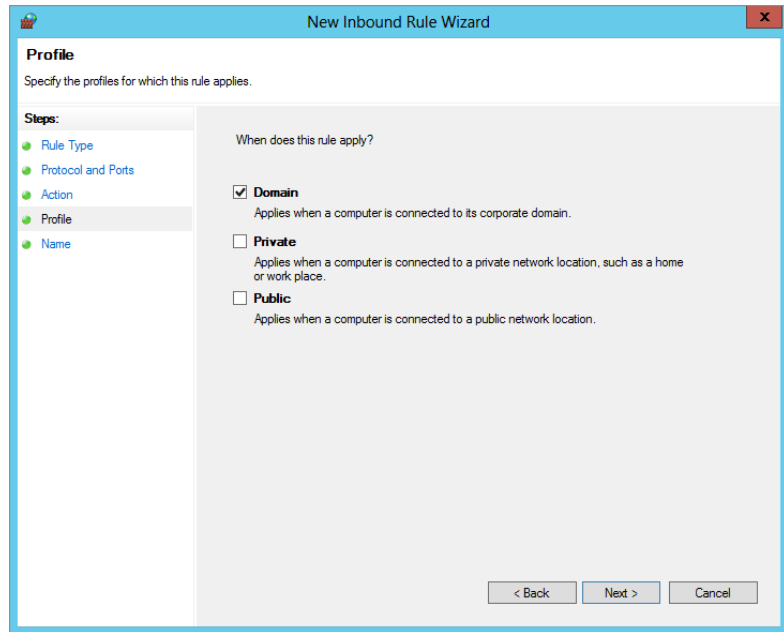 New Inbound Rule Wizard
x
Profile
Specify the profiles for which this rule applies.
Steps:
Rule Type
Protocol and Ports
Action
Profile
Name
When does this rule apply?
Domain
Applies when a computer is connected to its corporate domain.
Private
Applies when a computer is connected to a private network location, such as a home
or work place.
Public
Applies when a computer is connected to a public network location.
< Back
Next >
Cancel